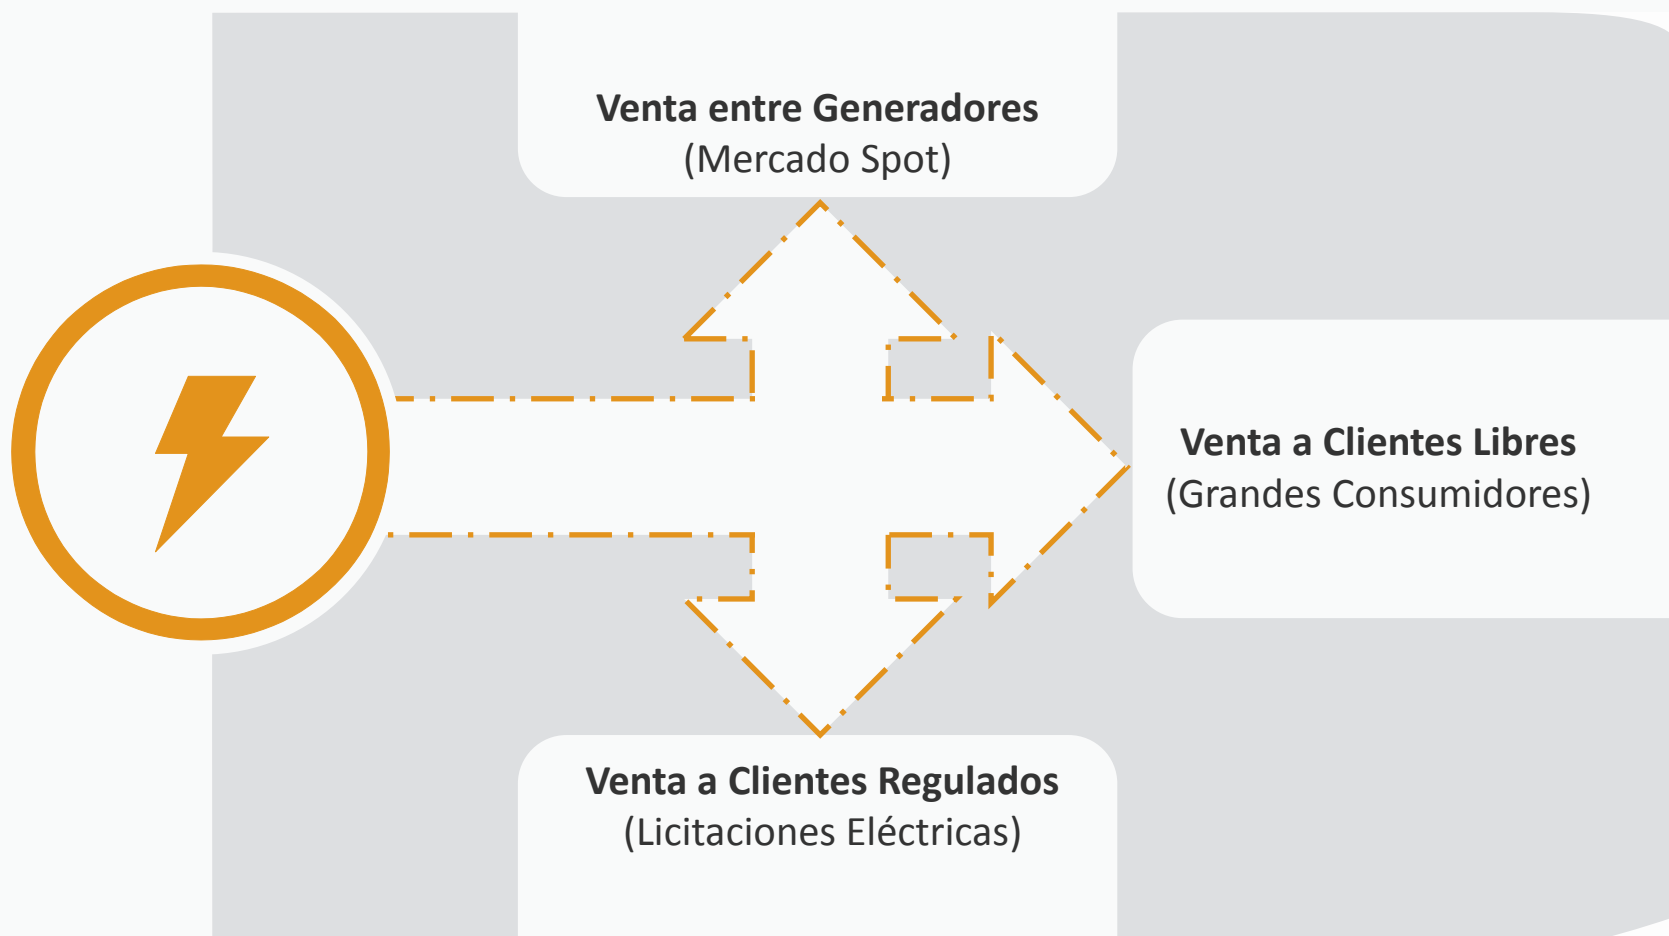 Venta entre Generadores
(Mercado Spot)
Venta a Clientes Libres
(Grandes Consumidores)
Venta a Clientes Regulados
(Licitaciones Eléctricas)